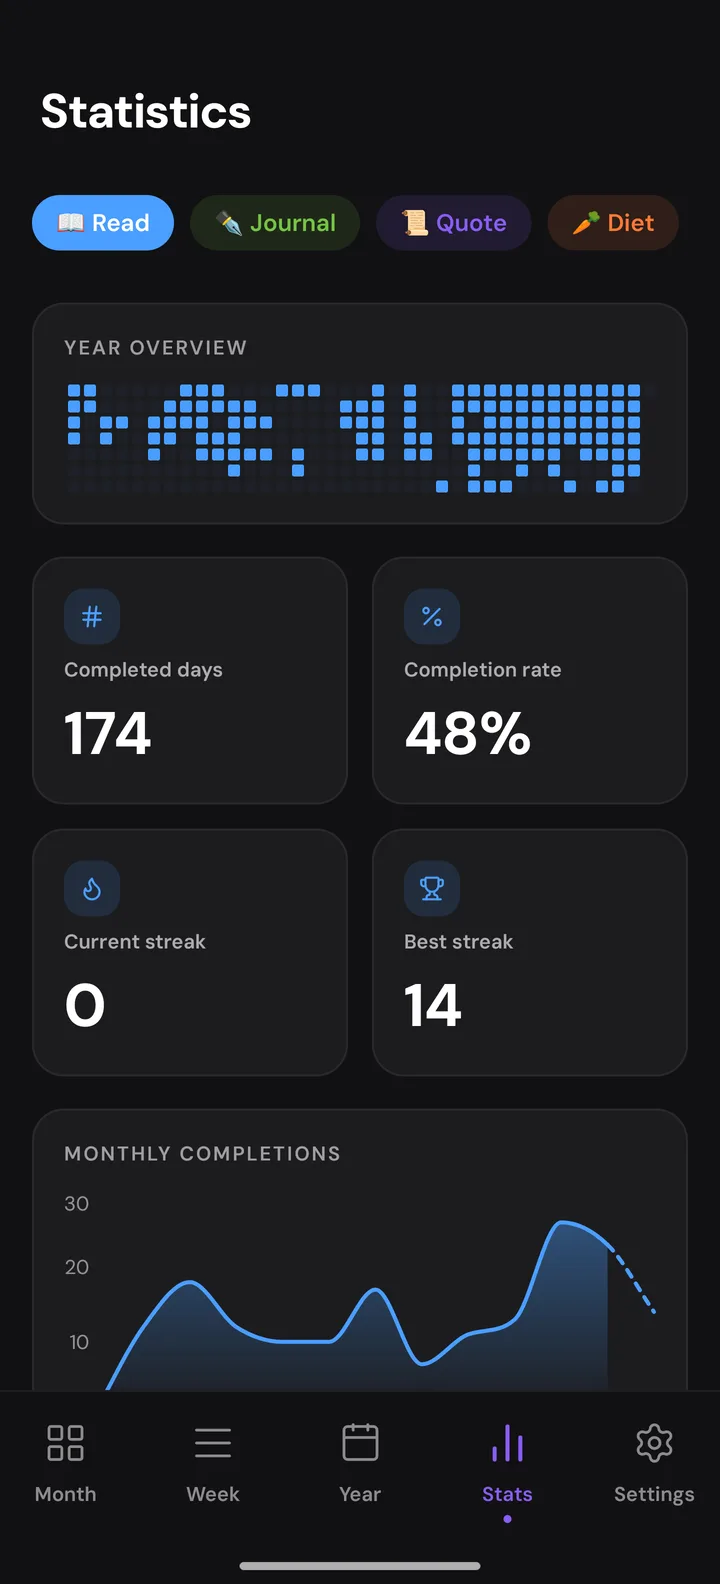 Statistics
📖 Read ✒️ Journal 📜 Quote 🥕 Diet
YEAR OVERVIEW
# %
Completed days Completion rate
174 48%
Current streak Best streak
0 14
MONTHLY COMPLETIONS
30
20
10
Month Week Year Stats Settings